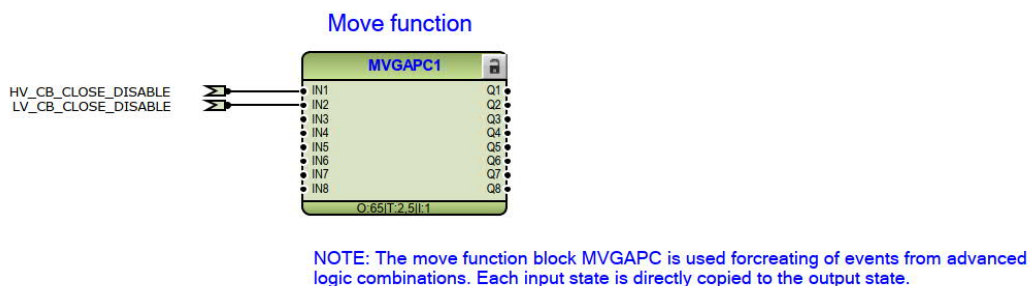 Move function
MVGAPC1
HV_CB_CLOSE_DISABLE
LV_CB_CLOSE_DISABLE
IN1 Q1
IN2 Q2
IN3 Q3
IN4 Q4
IN5 Q5
IN6 Q6
IN7 Q7
IN8 Q8
O:65|T:2,5|I:1
NOTE: The move function block MVGAPC is used forcreating of events from advanced
logic combinations. Each input state is directly copied to the output state.